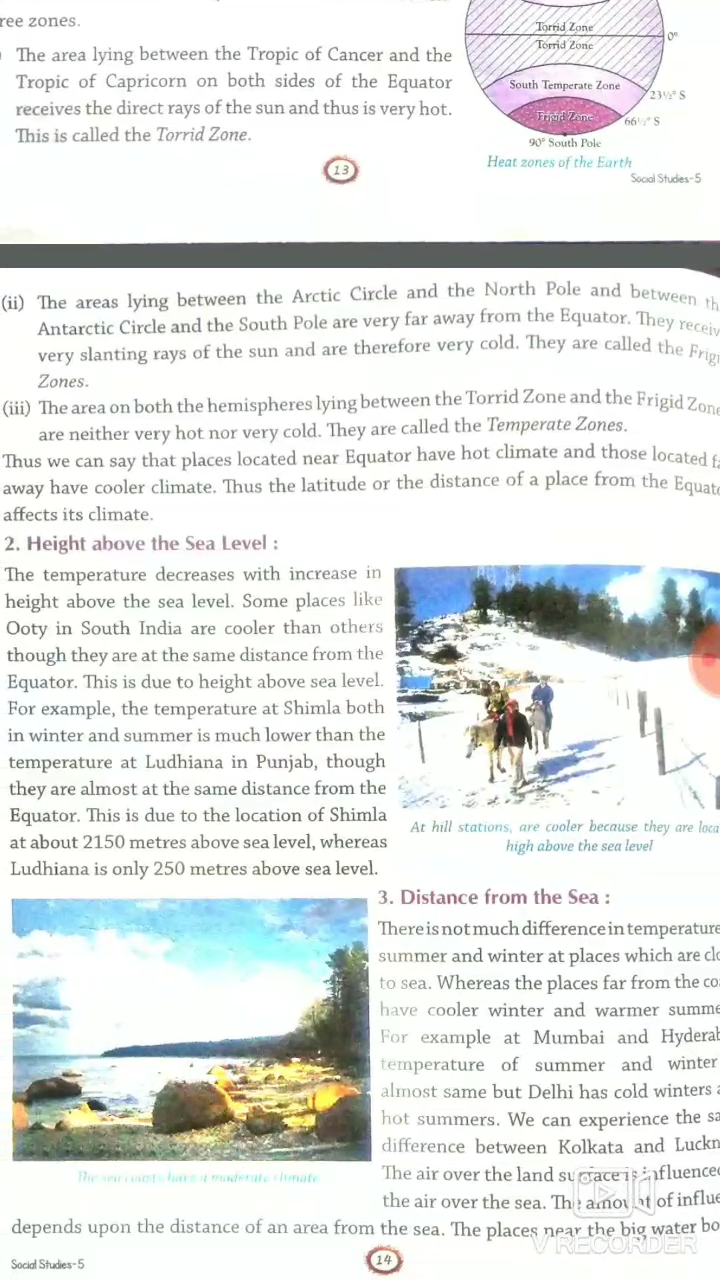 ree zones.
The area lying between the Tropic of Cancer and the
Tropic of Capricorn on both sides of the Equator
receives the direct rays of the sun and thus is very hot.
This is called the Torrid Zone.
Torrid Zone
0°
Torrid Zone
South Temperate Zone
23½° S
Frigid Zone
66½° S
90° South Pole
Heat zones of the Earth
13
Social Studies-5
(ii) The areas lying between the Arctic Circle and the North Pole and between th
Antarctic Circle and the South Pole are very far away from the Equator. They receiv
very slanting rays of the sun and are therefore very cold. They are called the Frigi
Zones.
(iii) The area on both the hemispheres lying between the Torrid Zone and the Frigid Zone
are neither very hot nor very cold. They are called the Temperate Zones.
Thus we can say that places located near Equator have hot climate and those located fa
away have cooler climate. Thus the latitude or the distance of a place from the Equato
affects its climate.
2. Height above the Sea Level :
The temperature decreases with increase in
height above the sea level. Some places like
Ooty in South India are cooler than others
though they are at the same distance from the
Equator. This is due to height above sea level.
For example, the temperature at Shimla both
in winter and summer is much lower than the
temperature at Ludhiana in Punjab, though
they are almost at the same distance from the
Equator. This is due to the location of Shimla
at about 2150 metres above sea level, whereas
Ludhiana is only 250 metres above sea level.
At hill stations, are cooler because they are loca
high above the sea level
3. Distance from the Sea :
There is not much difference in temperature
summer and winter at places which are clo
to sea. Whereas the places far from the coa
have cooler winter and warmer summe
For example at Mumbai and Hyderab
temperature of summer and winter
almost same but Delhi has cold winters a
hot summers. We can experience the sa
difference between Kolkata and Luckn
The air over the land surface is influenced
the air over the sea. The amount of influe
The sea coasts have a moderate climate
depends upon the distance of an area from the sea. The places near the big water bo
Social Studies-5
14
V RECORDER